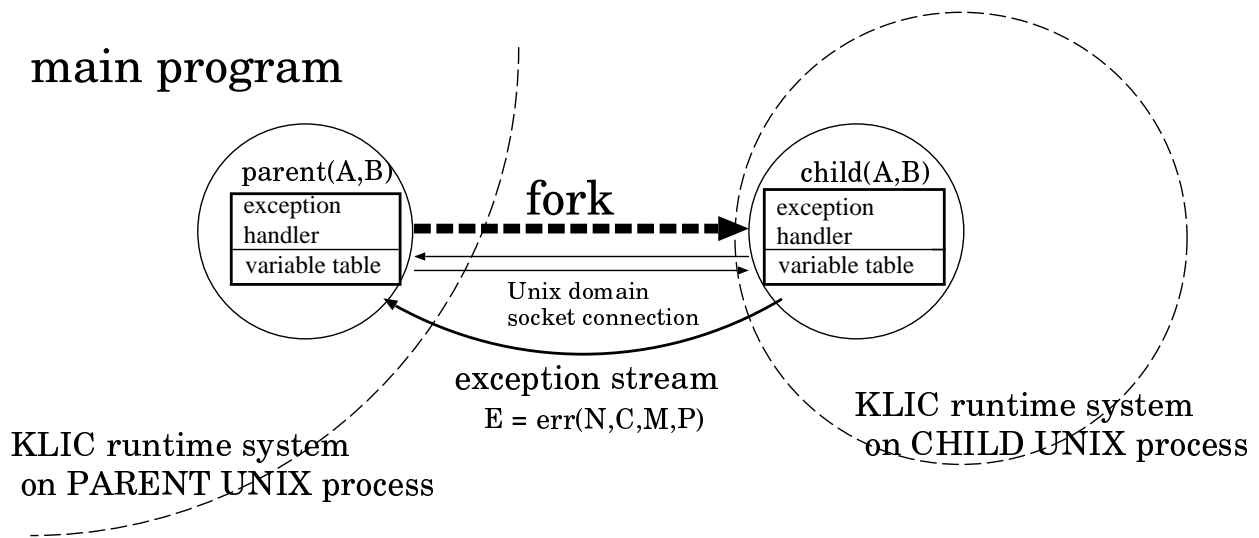 main program
parent(A,B)
exception
handler
variable table
fork
child(A,B)
exception
handler
variable table
Unix domain
socket connection
exception stream
E = err(N,C,M,P)
KLIC runtime system
on PARENT UNIX process
KLIC runtime system
on CHILD UNIX process